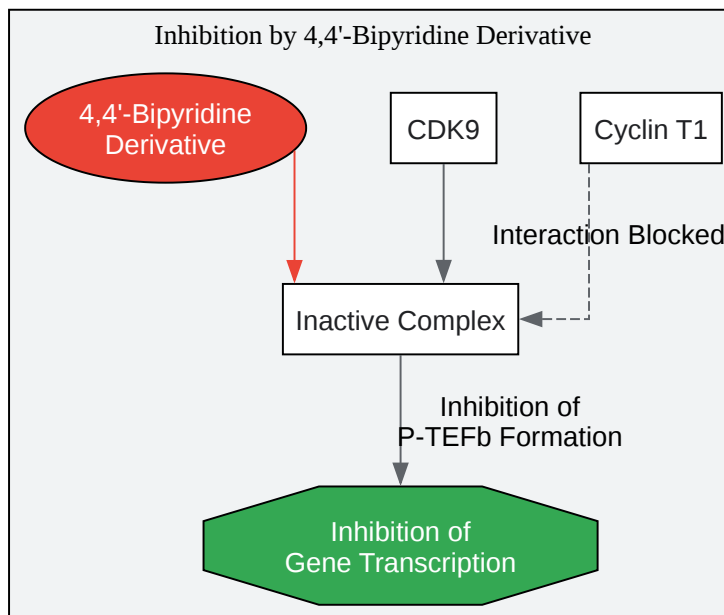 Inhibition by 4,4'-Bipyridine Derivative
4,4'-Bipyridine
Derivative
CDK9
Cyclin T1
Interaction Blocked
Inactive Complex
Inhibition of
P-TEFb Formation
Inhibition of
Gene Transcription